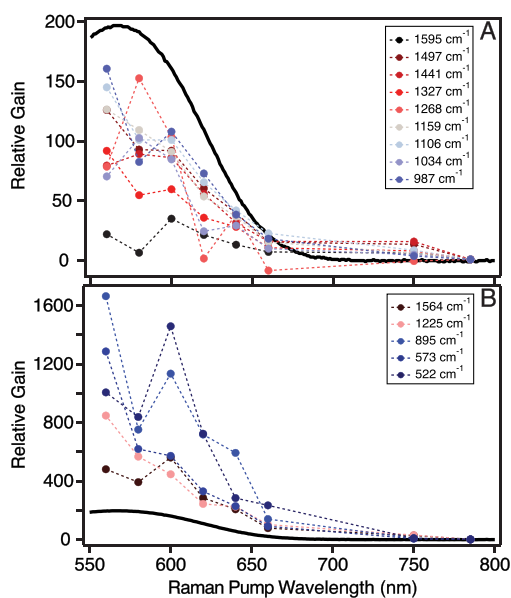 A
200
150
100
50
0
Relative Gain
1595 cm⁻¹
1497 cm⁻¹
1441 cm⁻¹
1327 cm⁻¹
1268 cm⁻¹
1159 cm⁻¹
1106 cm⁻¹
1034 cm⁻¹
987 cm⁻¹
B
1600
1200
800
400
0
Relative Gain
1564 cm⁻¹
1225 cm⁻¹
895 cm⁻¹
573 cm⁻¹
522 cm⁻¹
550 600 650 700 750 800
Raman Pump Wavelength (nm)